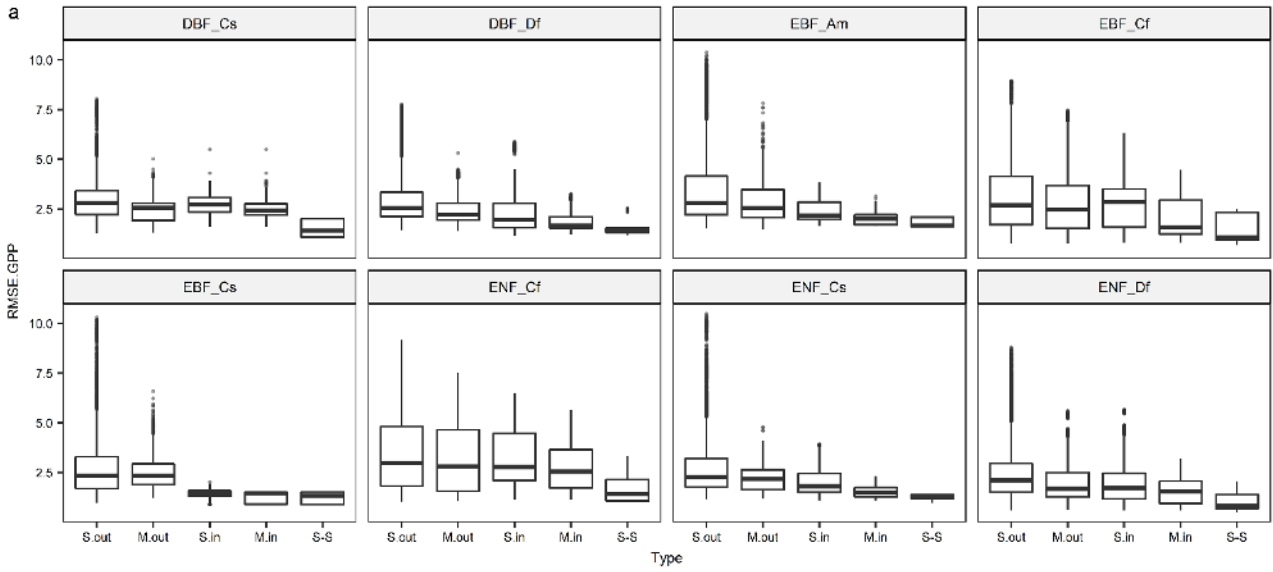 a
DBF_Cs DBF_Df EBF_Am EBF_Cf
10.0
7.5
5.0
2.5
RMSE.GPP
EBF_Cs ENF_Cf ENF_Cs ENF_Df
10.0
7.5
5.0
2.5
S.out M.out S.in M.in S-S S.out M.out S.in M.in S-S S.out M.out S.in M.in S-S S.out M.out S.in M.in S-S
Type